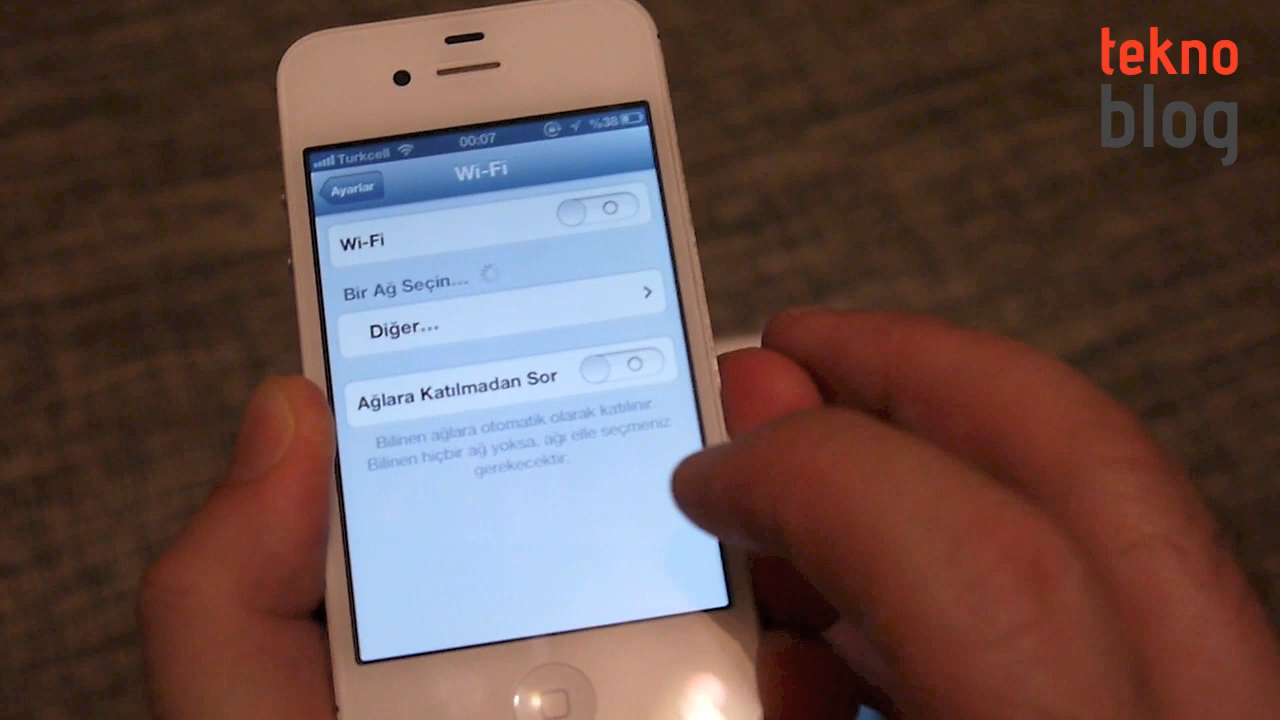 tekno
blog
Turkcell 00:07 %38
Ayarlar Wi-Fi
Wi-Fi
Bir Ağ Seçin...
Diğer...
Ağlara Katılmadan Sor
Bilinen ağlara otomatik olarak katılınır.
Bilinen hiçbir ağ yoksa, ağı elle seçmeniz
gerekecektir.